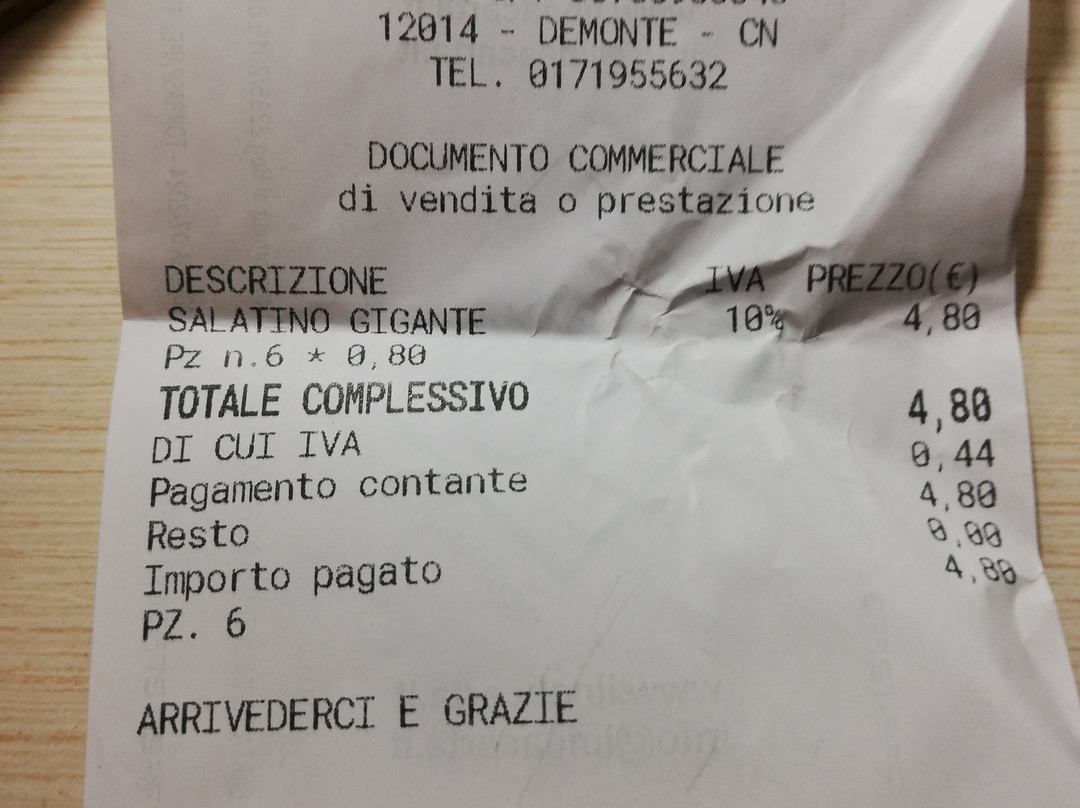 12014 - DEMONTE - CN
TEL. 0171955632
DOCUMENTO COMMERCIALE
di vendita o prestazione
DESCRIZIONE IVA PREZZO(€)
SALATINO GIGANTE 10% 4,80
Pz n.6 * 0,80
TOTALE COMPLESSIVO 4,80
DI CUI IVA 0,44
Pagamento contante 4,80
Resto 0,00
Importo pagato 4,80
PZ. 6
ARRIVEDERCI E GRAZIE